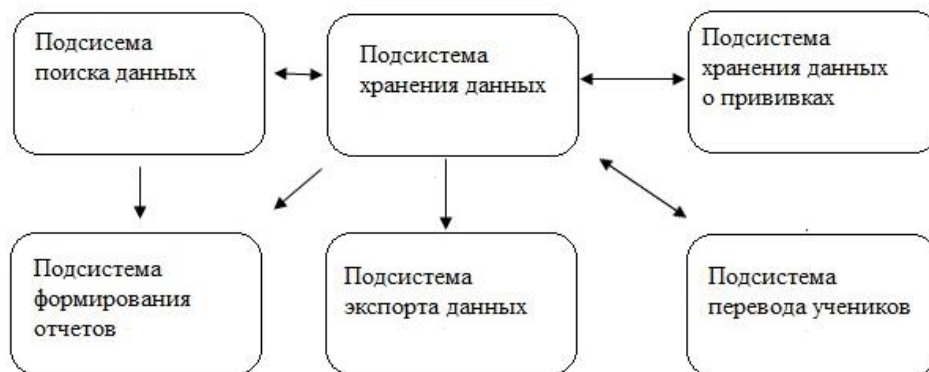 Подсисема
поиска данных
Подсистема
хранения данных
Подсистема
хранения данных
о прививках
Подсистема
формирования
отчетов
Подсистема
экспорта данных
Подсистема
перевода учеников